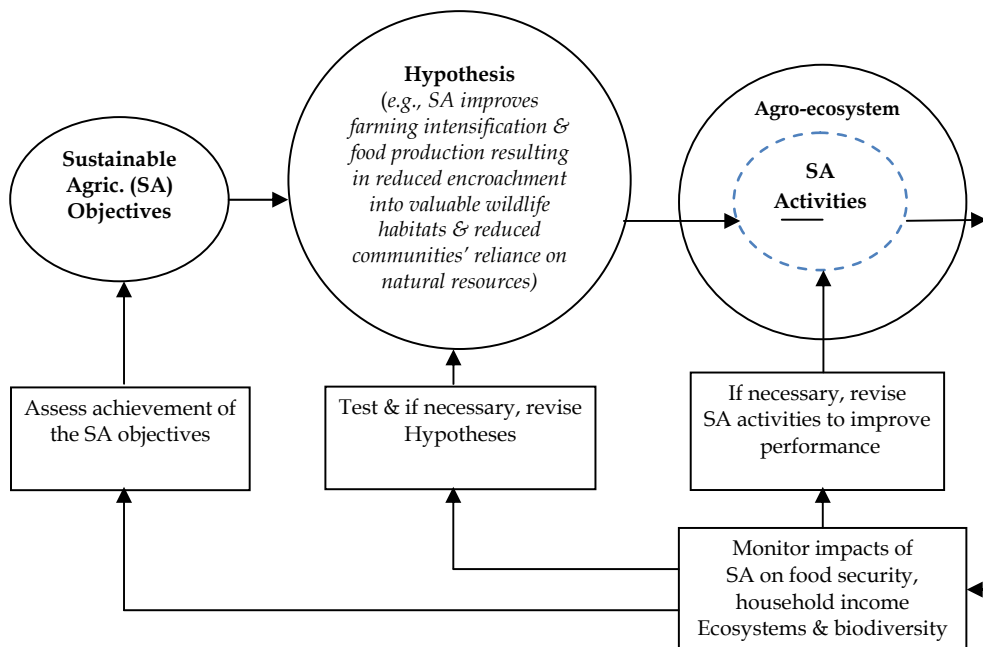 Sustainable
Agric. (SA)
Objectives
Hypothesis
(e.g., SA improves
farming intensification &
food production resulting
in reduced encroachment
into valuable wildlife
habitats & reduced
communities’ reliance on
natural resources)
Agro-ecosystem
SA
Activities
Assess achievement of
the SA objectives
Test & if necessary, revise
Hypotheses
If necessary, revise
SA activities to improve
performance
Monitor impacts of
SA on food security,
household income
Ecosystems & biodiversity